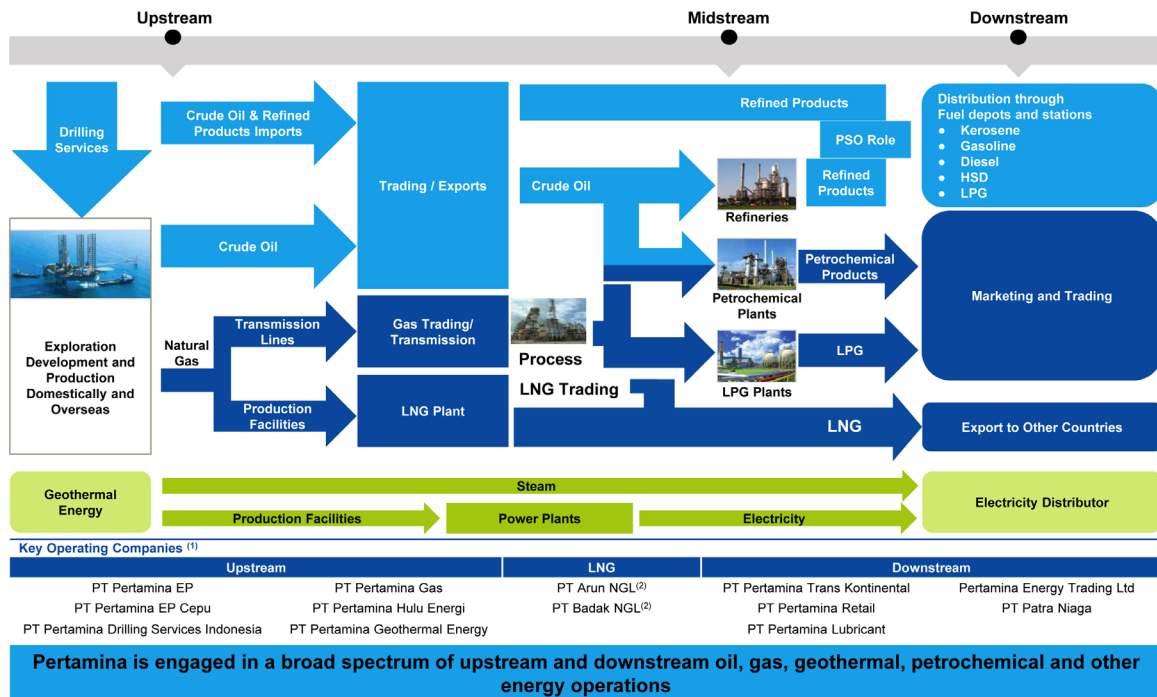 Upstream
Midstream
Downstream
Drilling
Services
Crude Oil & Refined
Products Imports
Trading / Exports
Crude Oil
Refined Products
PSO Role
Crude Oil
Refined
Products
Refineries
Distribution through
Fuel depots and stations
● Kerosene
● Gasoline
● Diesel
● HSD
● LPG
Exploration
Development and
Production
Domestically and
Overseas
Natural
Gas
Transmission
Lines
Production
Facilities
Gas Trading/
Transmission
LNG Plant
Process
LNG Trading
Petrochemical
Plants
Petrochemical
Products
LPG Plants
LPG
LNG
Marketing and Trading
Export to Other Countries
Geothermal
Energy
Steam
Production Facilities
Power Plants
Electricity
Electricity Distributor
Key Operating Companies (1)
Upstream
LNG
Downstream
PT Pertamina EP
PT Pertamina Gas
PT Arun NGL(2)
PT Pertamina Trans Kontinental
Pertamina Energy Trading Ltd
PT Pertamina EP Cepu
PT Pertamina Hulu Energi
PT Badak NGL(2)
PT Pertamina Retail
PT Patra Niaga
PT Pertamina Drilling Services Indonesia
PT Pertamina Geothermal Energy
PT Pertamina Lubricant
Pertamina is engaged in a broad spectrum of upstream and downstream oil, gas, geothermal, petrochemical and other
energy operations